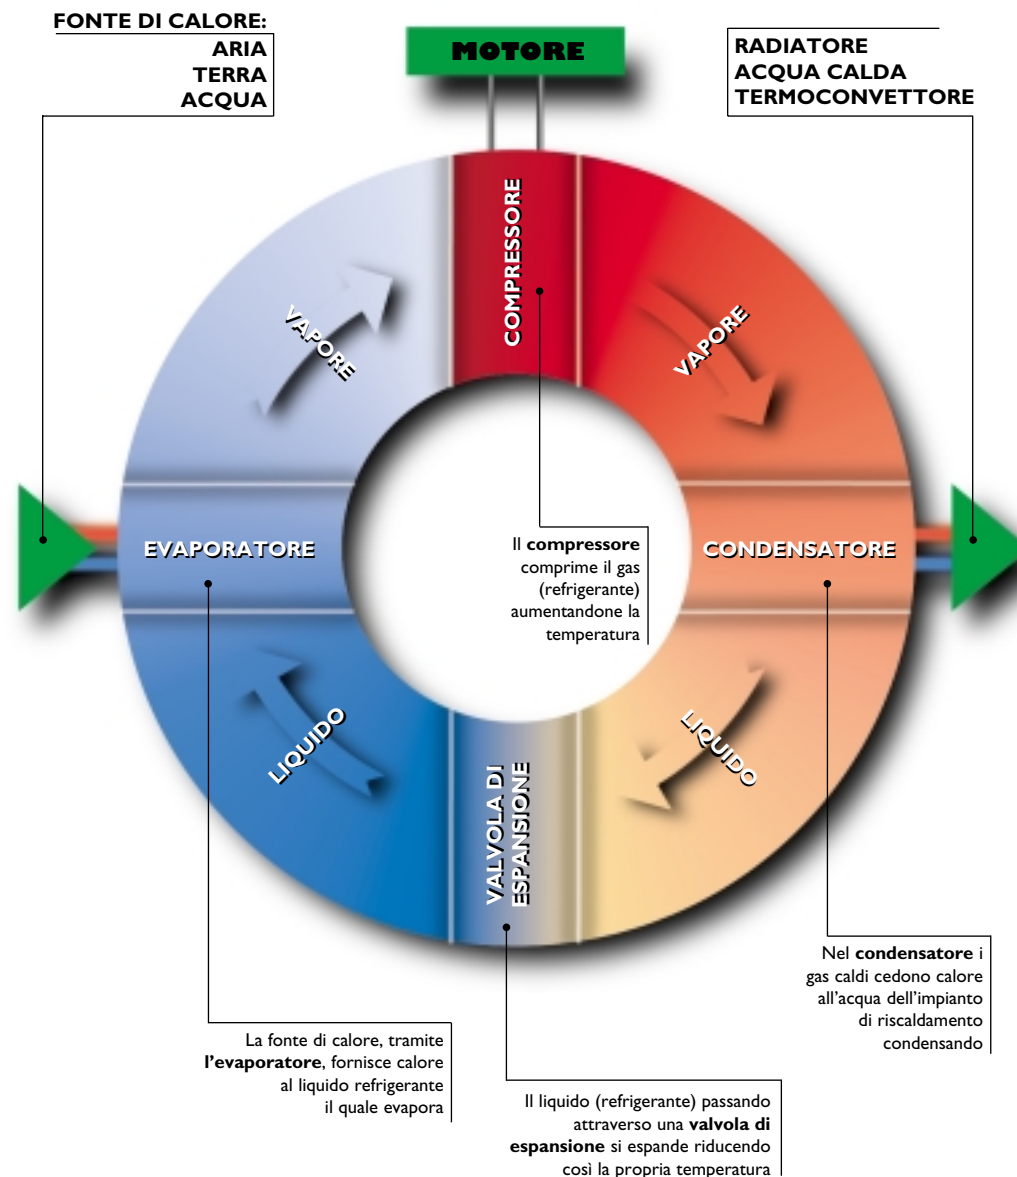 FONTE DI CALORE:
ARIA
TERRA
ACQUA
MOTORE
RADIATORE
ACQUA CALDA
TERMOCONVETTORE
COMPRESSORE
VAPORE
VAPORE
EVAPORATORE
Il compressore
comprime il gas
(refrigerante)
aumentandone la
temperatura
CONDENSATORE
LIQUIDO
LIQUIDO
VALVOLA DI
ESPANSIONE
Nel condensatore i
gas caldi cedono calore
all'acqua dell'impianto
di riscaldamento
condensando
La fonte di calore, tramite
l'evaporatore, fornisce calore
al liquido refrigerante
il quale evapora
Il liquido (refrigerante) passando
attraverso una valvola di
espansione si espande riducendo
così la propria temperatura